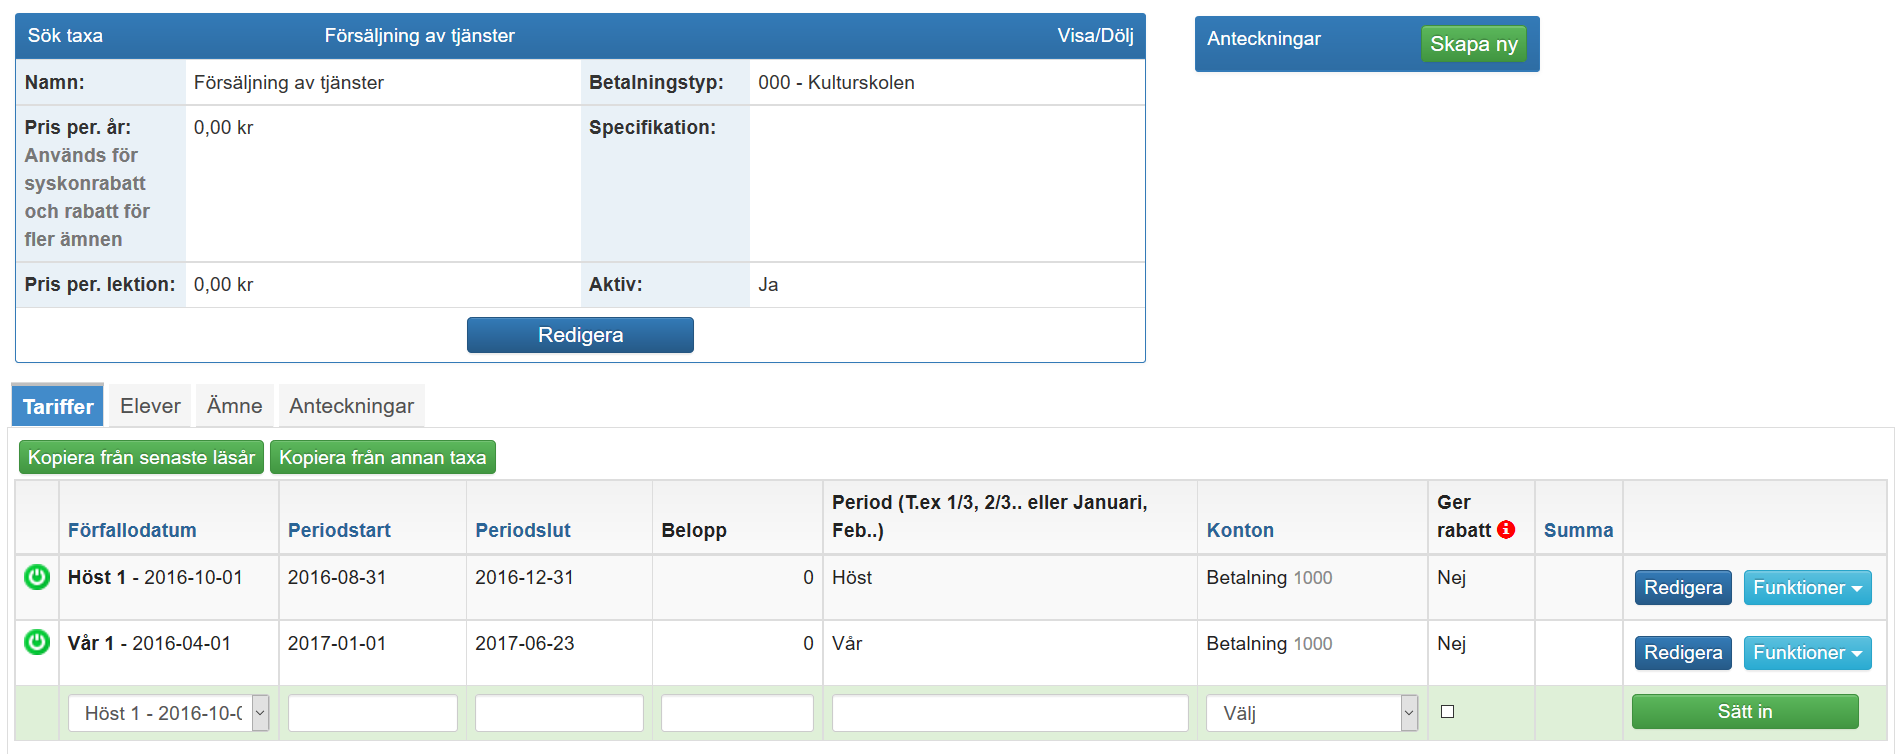 Sök taxa Försäljning av tjänster Visa/Dölj
Anteckningar Skapa ny
Namn: Försäljning av tjänster Betalningstyp: 000 - Kulturskolen
Pris per. år: 0,00 kr Specifikation:
Används för
syskonrabatt
och rabatt för
fler ämnen
Pris per. lektion: 0,00 kr Aktiv: Ja
Redigera
Tariffer Elever Ämne Anteckningar
Kopiera från senaste läsår Kopiera från annan taxa
Period (T.ex 1/3, 2/3.. eller Januari, Ger
Förfallodatum Periodstart Periodslut Belopp Feb..) Konton rabatt Summa
Höst 1 - 2016-10-01 2016-08-31 2016-12-31 0 Höst Betalning 1000 Nej Redigera Funktioner
Vår 1 - 2016-04-01 2017-01-01 2017-06-23 0 Vår Betalning 1000 Nej Redigera Funktioner
Höst 1 - 2016-10-0 Välj Sätt in